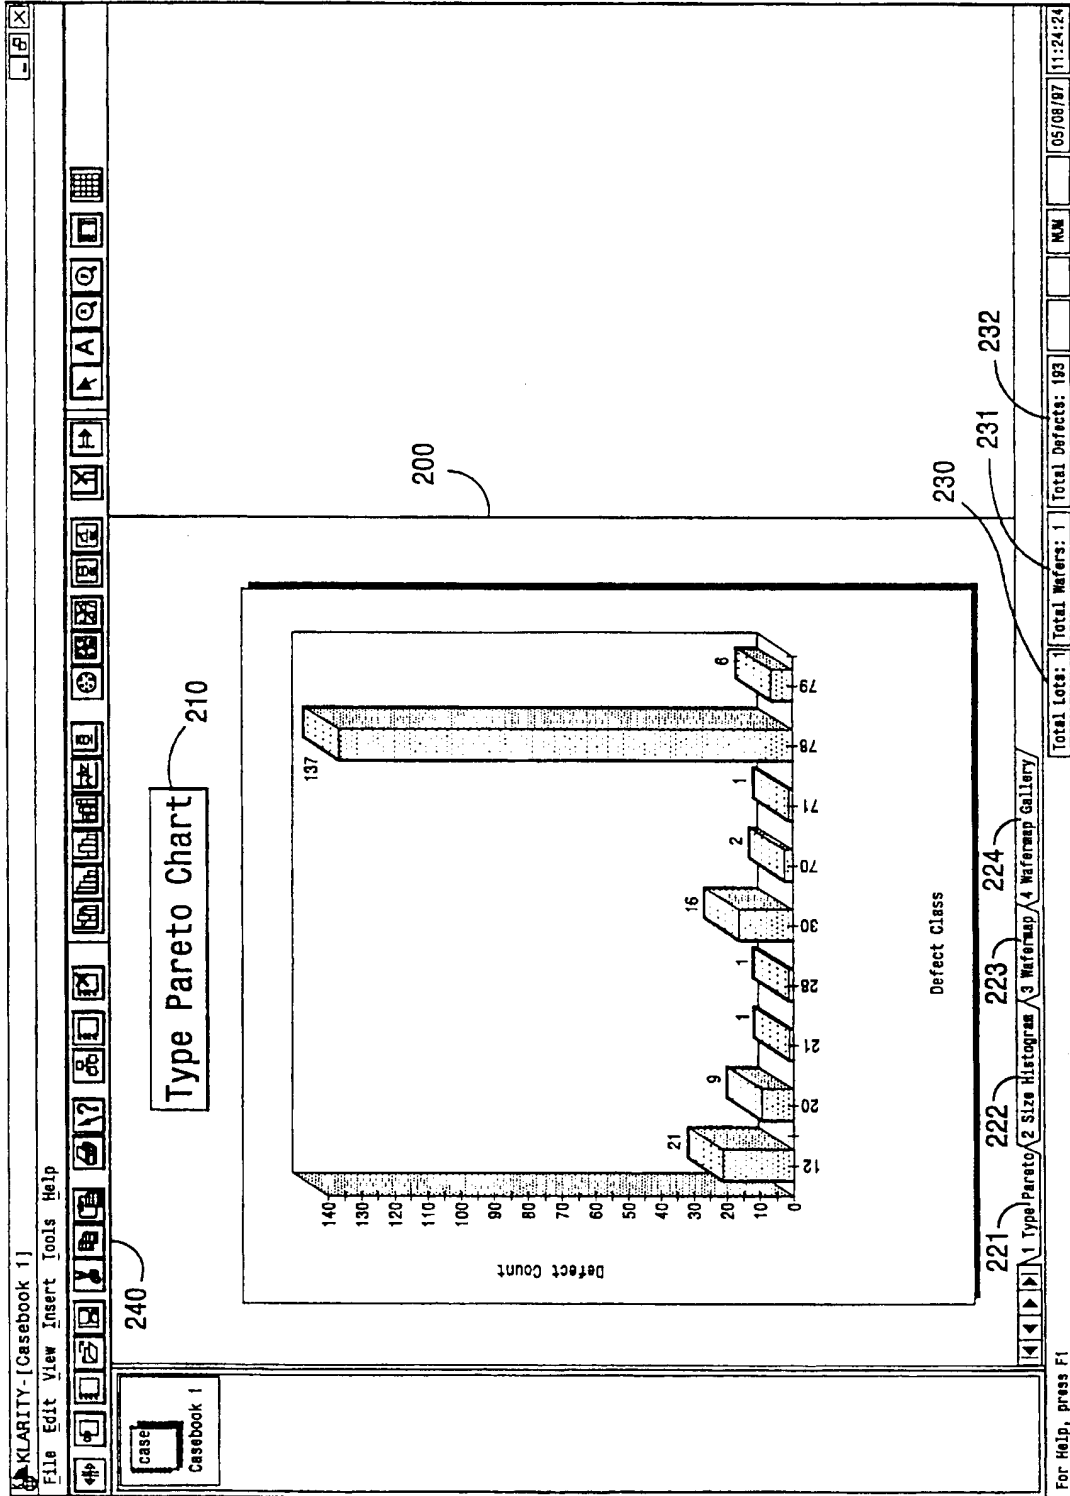 KLARITY-[Casebook 1]
File Edit View Insert Tools Help
A
?
240
case
Casebook 1
Type Pareto Chart
210
200
Defect Count
140
130
120
110
100
90
80
70
60
50
40
30
20
10
0
21
9
1
1
16
2
1
137
6
12
20
21
28
30
70
71
78
79
Defect Class
221
222
223
224
230
231
232
1 Type Pareto
2 Size Histogram
3 Wafermap
4 Wafermap Gallery
For Help, press F1
Total Lots: 1
Total Wafers: 1
Total Defects: 193
NUM
05/08/97
11:24:24